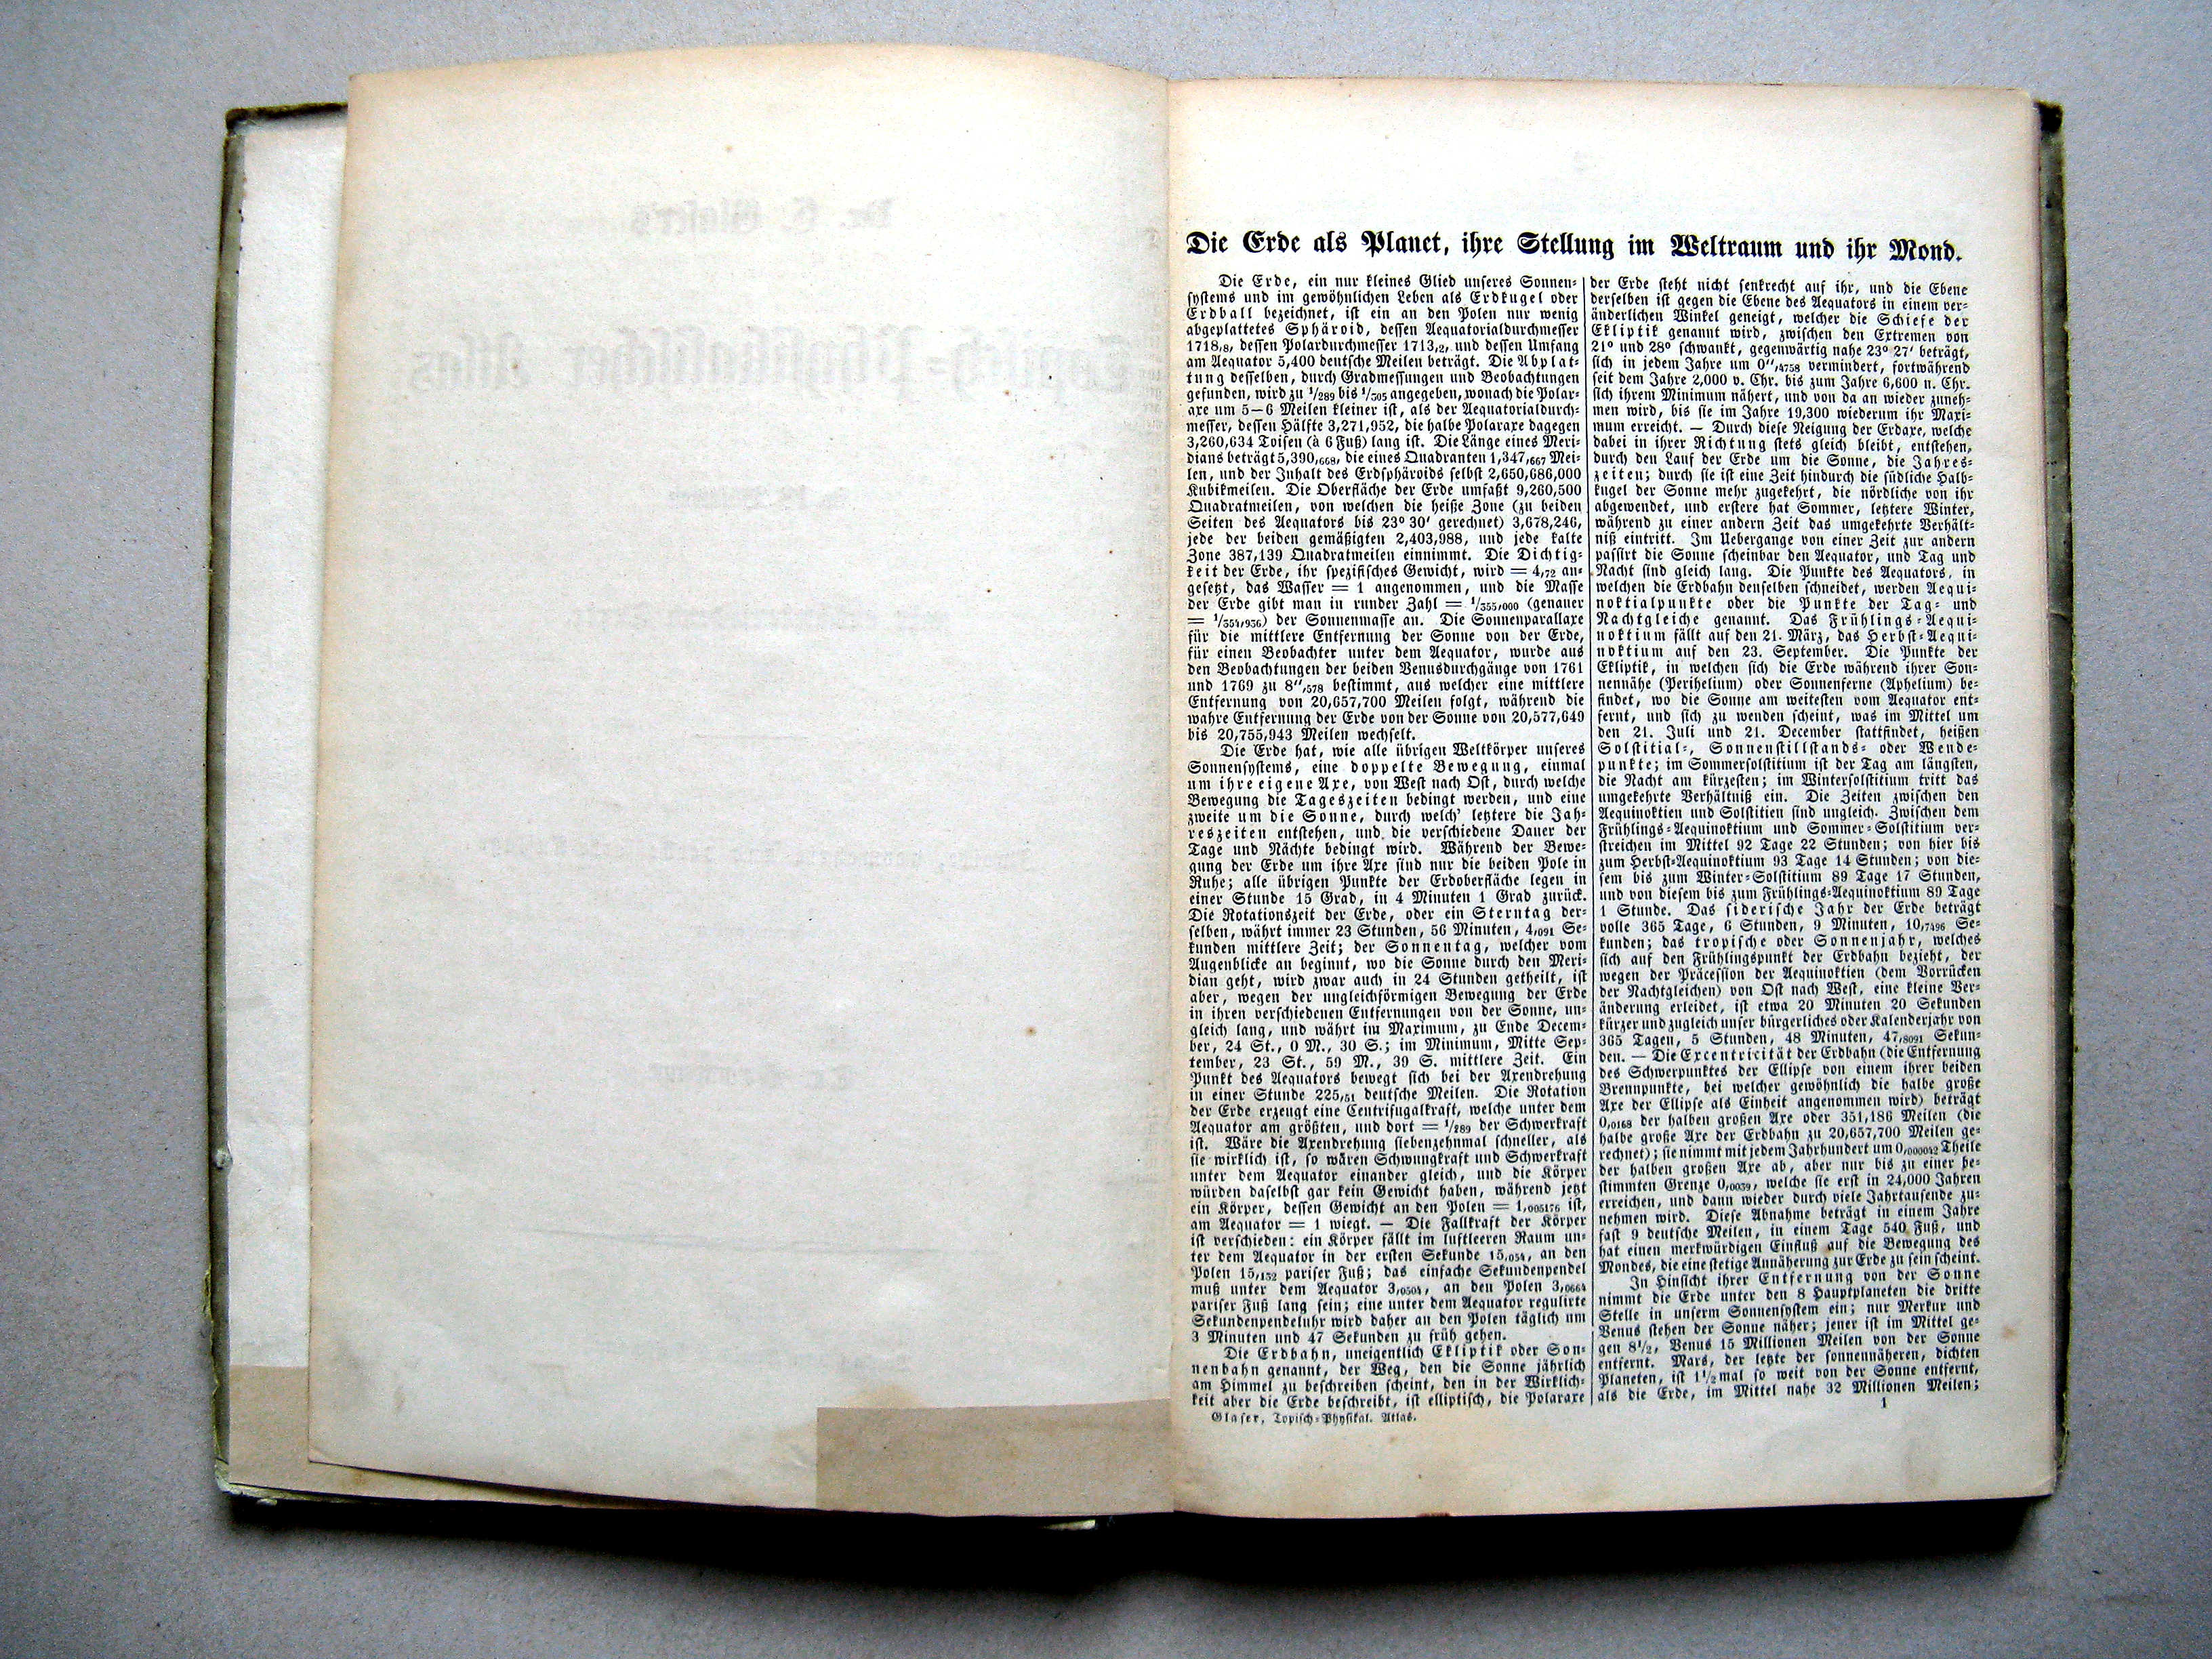 Die Erde als Planet, ihre Stellung im Weltraum und ihr Mond.
Die Erde, ein nur kleines Glied unseres Sonnen-
systems und im gewöhnlichen Leben als Erdkugel oder
Erdball bezeichnet, ist ein an den Polen nur wenig
abgeplattetes Sphäroid, dessen Aequatorialdurchmesser
1718,8, dessen Polardurchmesser 1713,2, und dessen Umfang
am Aequator 5,400 deutsche Meilen beträgt. Die Abplat-
tung desselben, durch Gradmessungen und Beobachtungen
gefunden, wird zu 1/289 bis 1/305 angegeben, wonach die Polar-
axe um 5—6 Meilen kleiner ist, als der Aequatorialdurch-
messer, dessen Hälfte 3,271,952, die halbe Polaraxe dagegen
3,260,634 Toisen (à 6 Fuß) lang ist. Die Länge eines Meri-
dians beträgt 5,390,668, die eines Quadranten 1,347,667 Mei-
len, und der Inhalt des Erdsphäroids selbst 2,650,686,000
Kubikmeilen. Die Oberfläche der Erde umfaßt 9,260,500
Quadratmeilen, von welchen die heiße Zone (zu beiden
Seiten des Aequators bis 23° 30' gerechnet) 3,678,246,
jede der beiden gemäßigten 2,403,988, und jede kalte
Zone 387,139 Quadratmeilen einnimmt. Die Dichtig-
keit der Erde, ihr spezifisches Gewicht, wird = 4,72 an-
gesetzt, das Wasser = 1 angenommen, und die Masse
der Erde gibt man in runder Zahl = 1/355,000 (genauer
= 1/354,936) der Sonnenmasse an. Die Sonnenparallaxe
für die mittlere Entfernung der Sonne von der Erde,
für einen Beobachter unter dem Aequator, wurde aus
den Beobachtungen der beiden Venusdurchgänge von 1761
und 1769 zu 8",578 bestimmt, aus welcher eine mittlere
Entfernung von 20,657,700 Meilen folgt, während die
wahre Entfernung der Erde von der Sonne von 20,577,649
bis 20,755,943 Meilen wechselt.
Die Erde hat, wie alle übrigen Weltkörper unseres
Sonnensystems, eine doppelte Bewegung, einmal
um ihre eigene Axe, von West nach Ost, durch welche
Bewegung die Tageszeiten bedingt werden, und eine
zweite um die Sonne, durch welch' letztere die Jah-
reszeiten entstehen, und die verschiedene Dauer der
Tage und Nächte bedingt wird. Während der Bewe-
gung der Erde um ihre Axe sind nur die beiden Pole in
Ruhe; alle übrigen Punkte der Erdoberfläche legen in
einer Stunde 15 Grad, in 4 Minuten 1 Grad zurück.
Die Rotationszeit der Erde, oder ein Sterntag der-
selben, währt immer 23 Stunden, 56 Minuten, 4,091 Se-
kunden mittlere Zeit; der Sonnentag, welcher vom
Augenblicke an beginnt, wo die Sonne durch den Meri-
dian geht, wird zwar auch in 24 Stunden getheilt, ist
aber, wegen der ungleichförmigen Bewegung der Erde
in ihren verschiedenen Entfernungen von der Sonne, un-
gleich lang, und währt im Maximum, zu Ende Decem-
ber, 24 St., 0 M., 30 S.; im Minimum, Mitte Sep-
tember, 23 St., 59 M., 39 S. mittlere Zeit. Ein
Punkt des Aequators bewegt sich bei der Axendrehung
in einer Stunde 225,51 deutsche Meilen. Die Rotation
der Erde erzeugt eine Centrifugalkraft, welche unter dem
Aequator am größten, und dort = 1/289 der Schwerkraft
ist. Wäre die Axendrehung siebenzehnmal schneller, als
sie wirklich ist, so wären Schwungkraft und Schwerkraft
unter dem Aequator einander gleich, und die Körper
würden daselbst gar kein Gewicht haben, während jetzt
ein Körper, dessen Gewicht an den Polen = 1,005176 ist,
am Aequator = 1 wiegt. — Die Fallkraft der Körper
ist verschieden: ein Körper fällt im luftleeren Raum un-
ter dem Aequator in der ersten Sekunde 15,054, an den
Polen 15,132 pariser Fuß; das einfache Sekundenpendel
muß unter dem Aequator 3,0504, an den Polen 3,0664
pariser Fuß lang sein; eine unter dem Aequator regulirte
Sekundenpendeluhr wird daher an den Polen täglich um
3 Minuten und 47 Sekunden zu früh gehen.
Die Erdbahn, uneigentlich Ekliptik oder Son-
nenbahn genannt, der Weg, den die Sonne jährlich
am Himmel zu beschreiben scheint, den in der Wirklich-
keit aber die Erde beschreibt, ist elliptisch, die Polaraxe
Glaser, Topisch-Physikal. Atlas.
der Erde steht nicht senkrecht auf ihr, und die Ebene
derselben ist gegen die Ebene des Aequators in einem ver-
änderlichen Winkel geneigt, welcher die Schiefe der
Ekliptik genannt wird, zwischen den Extremen von
21° und 28° schwankt, gegenwärtig nahe 23° 27' beträgt,
sich in jedem Jahre um 0",4758 vermindert, fortwährend
seit dem Jahre 2,000 v. Chr. bis zum Jahre 6,600 n. Chr.
sich ihrem Minimum nähert, und von da an wieder zuneh-
men wird, bis sie im Jahre 19,300 wiederum ihr Maxi-
mum erreicht. — Durch diese Neigung der Erdaxe, welche
dabei in ihrer Richtung stets gleich bleibt, entstehen,
durch den Lauf der Erde um die Sonne, die Jahres-
zeiten; durch sie ist eine Zeit hindurch die südliche Halb-
kugel der Sonne mehr zugekehrt, die nördliche von ihr
abgewendet, und erstere hat Sommer, letztere Winter,
während zu einer andern Zeit das umgekehrte Verhält-
niß eintritt. Im Uebergange von einer Zeit zur andern
passirt die Sonne scheinbar den Aequator, und Tag und
Nacht sind gleich lang. Die Punkte des Aequators, in
welchen die Erdbahn denselben schneidet, werden Aequi-
noktialpunkte oder die Punkte der Tag- und
Nachtgleiche genannt. Das Frühlings-Aequi-
noktium fällt auf den 21. März, das Herbst-Aequi-
noktium auf den 23. September. Die Punkte der
Ekliptik, in welchen sich die Erde während ihrer Son-
nennähe (Perihelium) oder Sonnenferne (Aphelium) be-
findet, wo die Sonne am weitesten vom Aequator ent-
fernt, und sich zu wenden scheint, was im Mittel um
den 21. Juli und 21. December stattfindet, heißen
Solstitial-, Sonnenstillstands- oder Wende-
punkte; im Sommersolstitium ist der Tag am längsten,
die Nacht am kürzesten; im Wintersolstitium tritt das
umgekehrte Verhältniß ein. Die Zeiten zwischen den
Aequinoktien und Solstitien sind ungleich. Zwischen dem
Frühlings-Aequinoktium und Sommer-Solstitium ver-
streichen im Mittel 92 Tage 22 Stunden; von hier bis
zum Herbst-Aequinoktium 93 Tage 14 Stunden; von die-
sem bis zum Winter-Solstitium 89 Tage 17 Stunden,
und von diesem bis zum Frühlings-Aequinoktium 89 Tage
1 Stunde. Das siderische Jahr der Erde beträgt
volle 365 Tage, 6 Stunden, 9 Minuten, 10,7496 Se-
kunden; das tropische oder Sonnenjahr, welches
sich auf den Frühlingspunkt der Erdbahn bezieht, der
wegen der Präcession der Aequinoktien (dem Vorrücken
der Nachtgleichen) von Ost nach West, eine kleine Ver-
änderung erleidet, ist etwa 20 Minuten 20 Sekunden
kürzer und zugleich unser bürgerliches oder Kalenderjahr von
365 Tagen, 5 Stunden, 48 Minuten, 47,8091 Sekun-
den. — Die Excentricität der Erdbahn (die Entfernung
des Schwerpunktes der Ellipse von einem ihrer beiden
Brennpunkte, bei welcher gewöhnlich die halbe große
Axe der Ellipse als Einheit angenommen wird) beträgt
0,0168 der halben großen Axe oder 351,186 Meilen (die
halbe große Axe der Erdbahn zu 20,657,700 Meilen ge-
rechnet); sie nimmt mit jedem Jahrhundert um 0,000042 Theile
der halben großen Axe ab, aber nur bis zu einer be-
stimmten Grenze 0,0039, welche sie erst in 24,000 Jahren
erreichen, und dann wieder durch viele Jahrtausende zu-
nehmen wird. Diese Abnahme beträgt in einem Jahre
fast 9 deutsche Meilen, in einem Tage 540 Fuß, und
hat einen merkwürdigen Einfluß auf die Bewegung des
Mondes, die eine stetige Annäherung zur Erde zu sein scheint.
In Hinsicht ihrer Entfernung von der Sonne
nimmt die Erde unter den 8 Hauptplaneten die dritte
Stelle in unserm Sonnensystem ein; nur Merkur und
Venus stehen der Sonne näher; jener ist im Mittel ge-
gen 8 1/2, Venus 15 Millionen Meilen von der Sonne
entfernt. Mars, der letzte der sonnennäheren, dichten
Planeten, ist 1 1/2 mal so weit von der Sonne entfernt,
als die Erde, im Mittel nahe 32 Millionen Meilen;
1